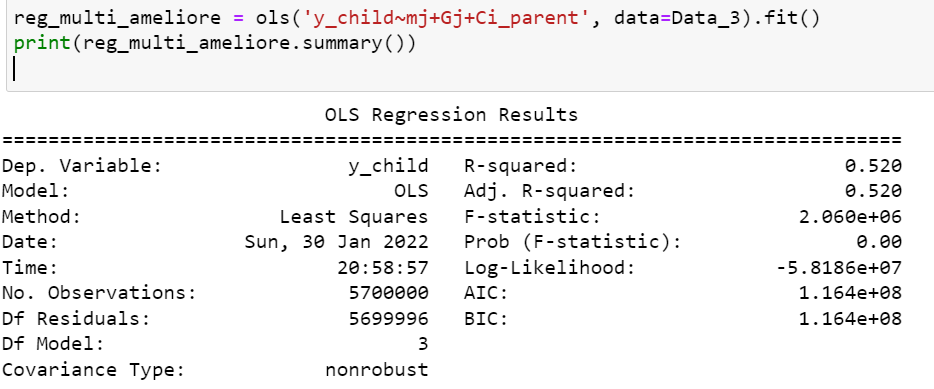 reg_multi_ameliore = ols('y_child~mj+Gj+Ci_parent', data=Data_3).fit()
print(reg_multi_ameliore.summary())
OLS Regression Results
==============================================================================
Dep. Variable: y_child R-squared: 0.520
Model: OLS Adj. R-squared: 0.520
Method: Least Squares F-statistic: 2.060e+06
Date: Sun, 30 Jan 2022 Prob (F-statistic): 0.00
Time: 20:58:57 Log-Likelihood: -5.8186e+07
No. Observations: 5700000 AIC: 1.164e+08
Df Residuals: 5699996 BIC: 1.164e+08
Df Model: 3
Covariance Type: nonrobust